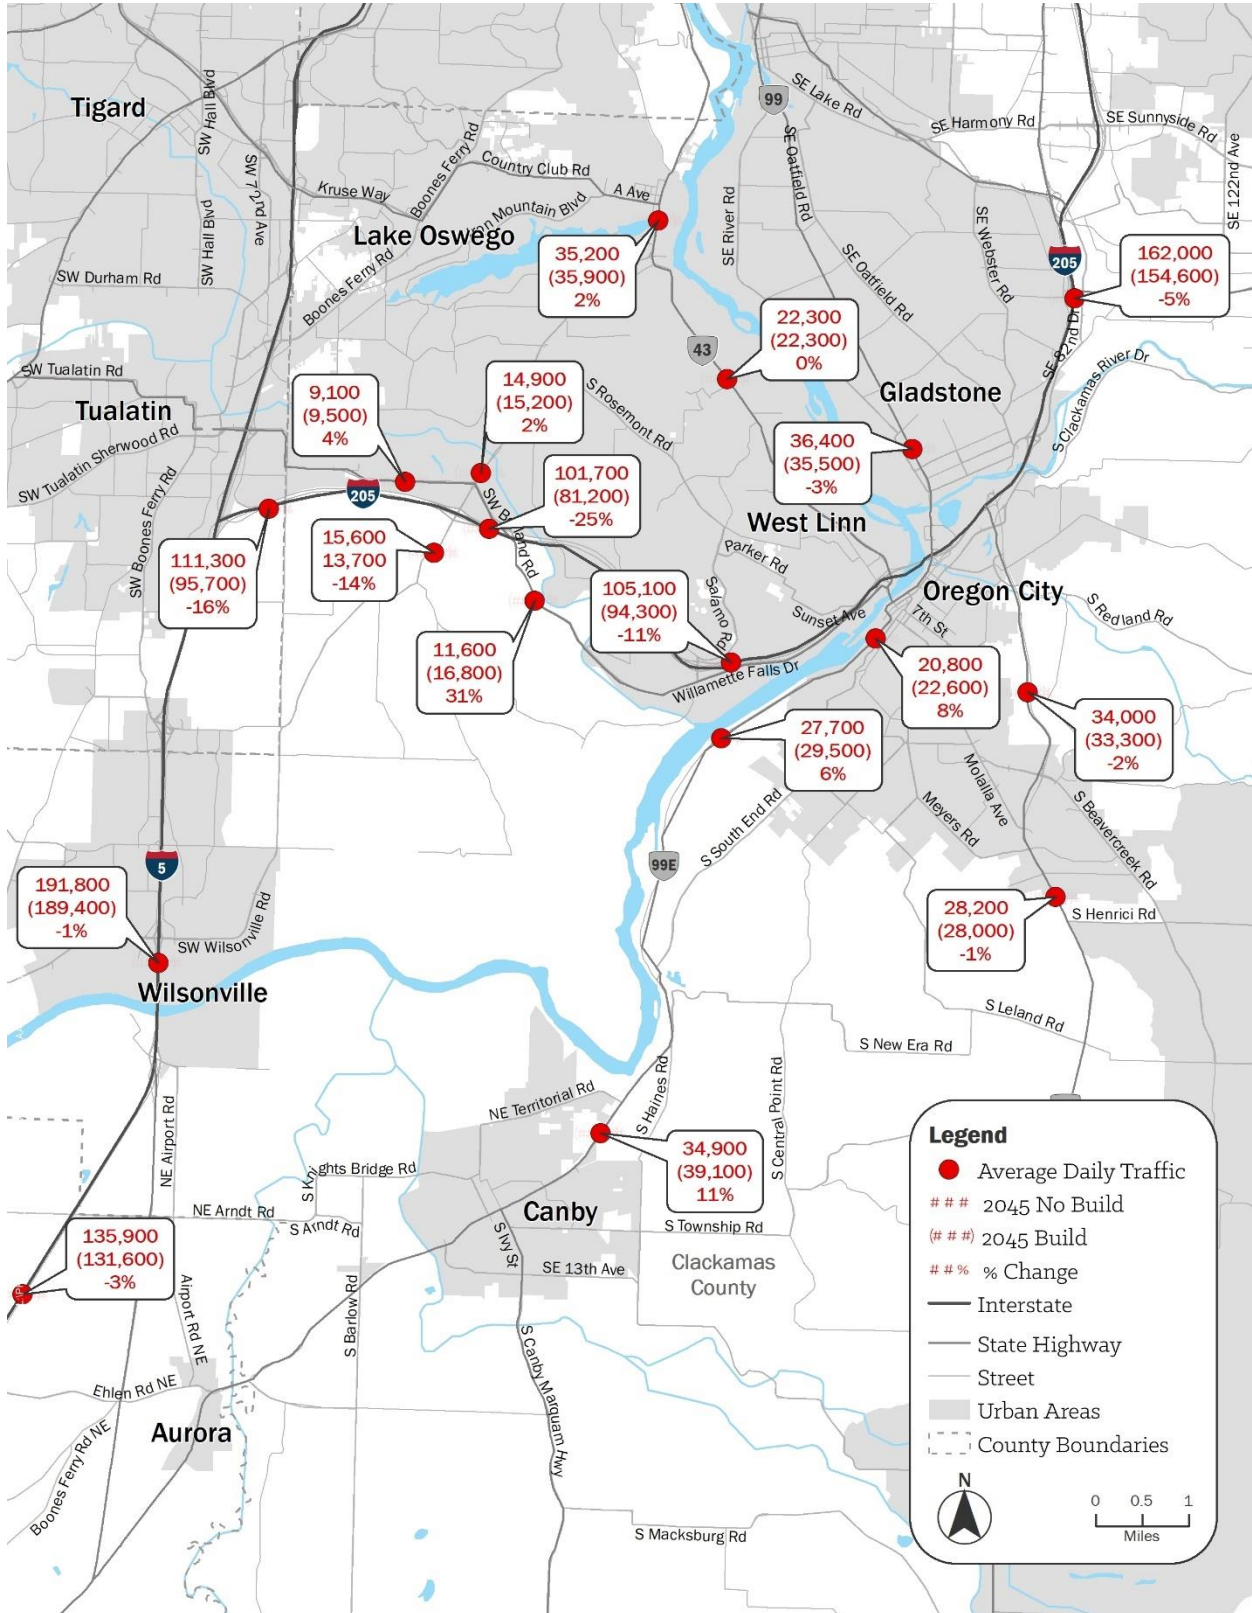 Tigard
SW Hall Blvd
SW 72nd Ave
SW Hall Blvd
SW Durham Rd
Kruse Way
Boones Ferry Rd
Country Club Rd
A Ave
on Mountain Blvd
Lake Oswego
Boones Ferry Rd
35,200
(35,900)
2%
99
SE Lake Rd
SE Harmony Rd
SE Sunnyside Rd
SE 122nd Ave
SE Oatfield Rd
SE River Rd
SE Webster Rd
SE Oatfield Rd
205
162,000
(154,600)
-5%
SE 82nd Dr
22,300
(22,300)
0%
43
S Clackamas River Dr
Gladstone
SW Tualatin Rd
Tualatin
SW Tualatin Sherwood Rd
SW Boones Ferry Rd
9,100
(9,500)
4%
14,900
(15,200)
2%
S Rosemont Rd
36,400
(35,500)
-3%
205
101,700
(81,200)
-25%
West Linn
111,300
(95,700)
-16%
15,600
13,700
-14%
Parker Rd
Salamo Rd
105,100
(94,300)
-11%
Sunset Ave
Oregon City
7th St
S Redland Rd
11,600
(16,800)
31%
Willamette Falls Dr
20,800
(22,600)
8%
34,000
(33,300)
-2%
27,700
(29,500)
6%
Molalla Ave
Meyers Rd
S Beavercreek Rd
S South End Rd
99E
5
191,800
(189,400)
-1%
SW Wilsonville Rd
Wilsonville
28,200
(28,000)
-1%
S Henrici Rd
S Leland Rd
S New Era Rd
NE Airport Rd
NE Territorial Rd
S Haines Rd
S Central Point Rd
34,900
(39,100)
11%
S Knights Bridge Rd
NE Arndt Rd
S Arndt Rd
Canby
S Ivy St
S Township Rd
SE 13th Ave
Clackamas
County
135,900
(131,600)
-3%
Airport Rd NE
S Barlow Rd
S Canby Marquam Hwy
Ehlen Rd NE
Aurora
Boones Ferry Rd NE
S Macksburg Rd
Legend
Average Daily Traffic
### 2045 No Build
(###) 2045 Build
##% % Change
Interstate
State Highway
Street
Urban Areas
County Boundaries
N
0 0.5 1
Miles